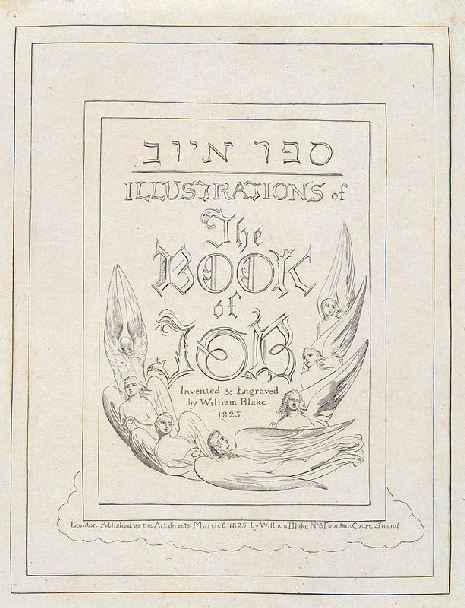 ספר איוב
ILLUSTRATIONS of
The
BOOK
of
JOB
Invented & Engraved
by William Blake
1825
London Published as the Act directs March 8 1825 by William Blake No 3 Fountain Court Strand